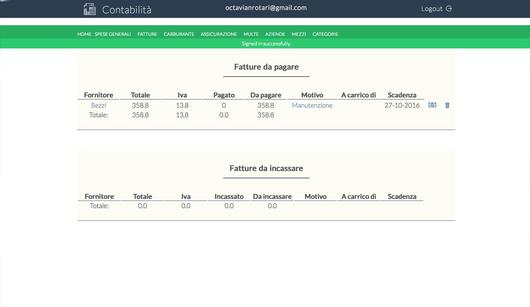 Contabilità octavianrotari@gmail.com Logout
HOME SPESE GENERALI FATTURE CARBURANTE ASSICURAZIONE MULTE AZIENDE MEZZI CATEGORIE
Signed in successfully.
Fatture da pagare
Fornitore Totale Iva Pagato Da pagare Motivo A carrico di Scadenza
Bezzi 358.8 13.8 0 358.8 Manutenzione 27-10-2016
Totale: 358.8 13.8 0.0 358.8
Fatture da incassare
Fornitore Totale Iva Incassato Da incassare Motivo A carrico di Scadenza
Totale: 0.0 0.0 0.0 0.0